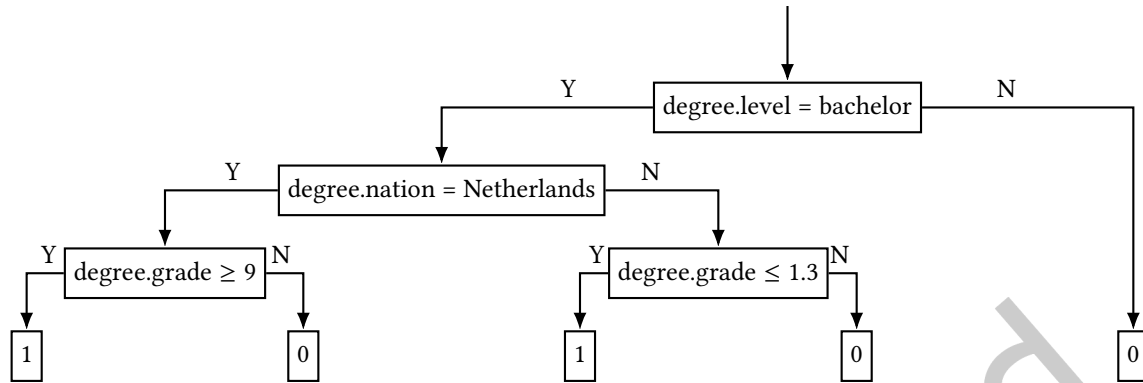 Y
degree.level = bachelor
N
Y
degree.nation = Netherlands
N
Y
degree.grade ≥ 9
N
Y
degree.grade ≤ 1.3
N
1
0
1
0
0